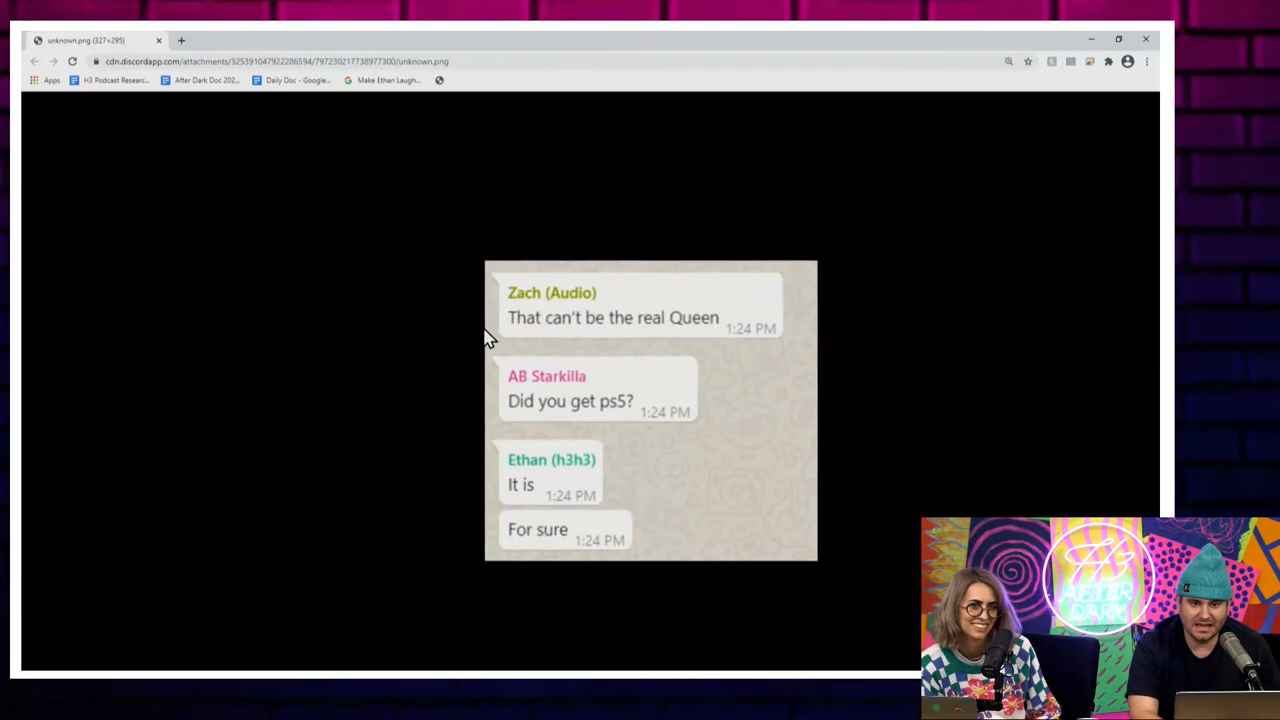 unknown.png (327×295)
cdn.discordapp.com/attachments/325391047922286594/797230217738977300/unknown.png
Apps
H3 Podcast Researc...
After Dark Doc 202...
Daily Doc - Google...
Make Ethan Laugh...
Zach (Audio)
That can't be the real Queen
1:24 PM
AB Starkilla
Did you get ps5?
1:24 PM
Ethan (h3h3)
It is
1:24 PM
For sure
1:24 PM
H3
AFTER
DARK